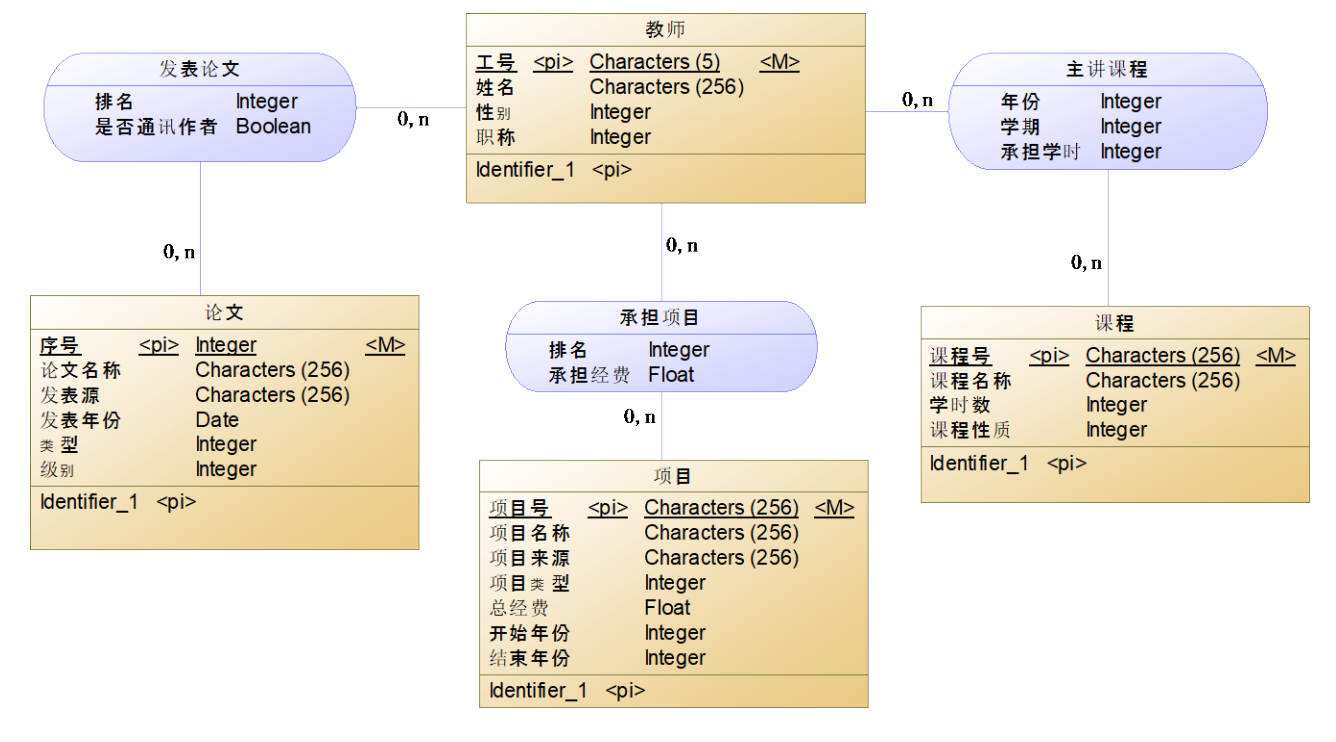 教师
工号 <pi> Characters (5) <M>
姓名 Characters (256)
性别 Integer
职称 Integer
Identifier_1 <pi>
发表论文
排名 Integer
是否通讯作者 Boolean
0,n
0,n
主讲课程
年份 Integer
学期 Integer
承担学时 Integer
0,n
0,n
0,n
论文
序号 <pi> Integer <M>
论文名称 Characters (256)
发表源 Characters (256)
发表年份 Date
类型 Integer
级别 Integer
Identifier_1 <pi>
承担项目
排名 Integer
承担经费 Float
0,n
课程
课程号 <pi> Characters (256) <M>
课程名称 Characters (256)
学时数 Integer
课程性质 Integer
Identifier_1 <pi>
项目
项目号 <pi> Characters (256) <M>
项目名称 Characters (256)
项目来源 Characters (256)
项目类型 Integer
总经费 Float
开始年份 Integer
结束年份 Integer
Identifier_1 <pi>